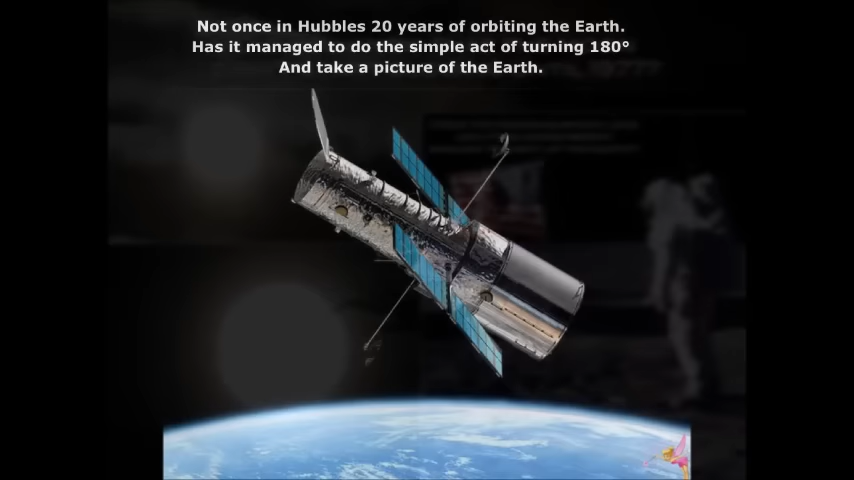 Not once in Hubbles 20 years of orbiting the Earth.
Has it managed to do the simple act of turning 180°
And take a picture of the Earth.